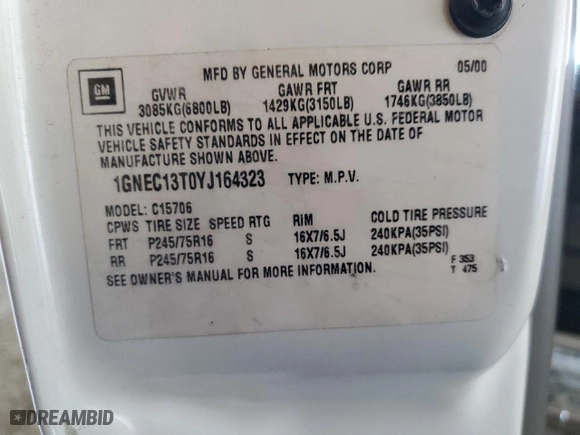 MFD BY GENERAL MOTORS CORP 05/00
GM
GVWR GAWR FRT GAWR RR
3085KG(6800LB) 1429KG(3150LB) 1746KG(3850LB)
THIS VEHICLE CONFORMS TO ALL APPLICABLE U.S. FEDERAL MOTOR
VEHICLE SAFETY STANDARDS IN EFFECT ON THE DATE OF
MANUFACTURE SHOWN ABOVE.
1GNEC13T0YJ164323 TYPE: M.P.V.
MODEL: C15706
CPWS TIRE SIZE SPEED RTG RIM COLD TIRE PRESSURE
FRT P245/75R16 S 16X7/6.5J 240KPA(35PSI)
RR P245/75R16 S 16X7/6.5J 240KPA(35PSI)
SEE OWNER'S MANUAL FOR MORE INFORMATION.
F 353
T 475
DREAMBID